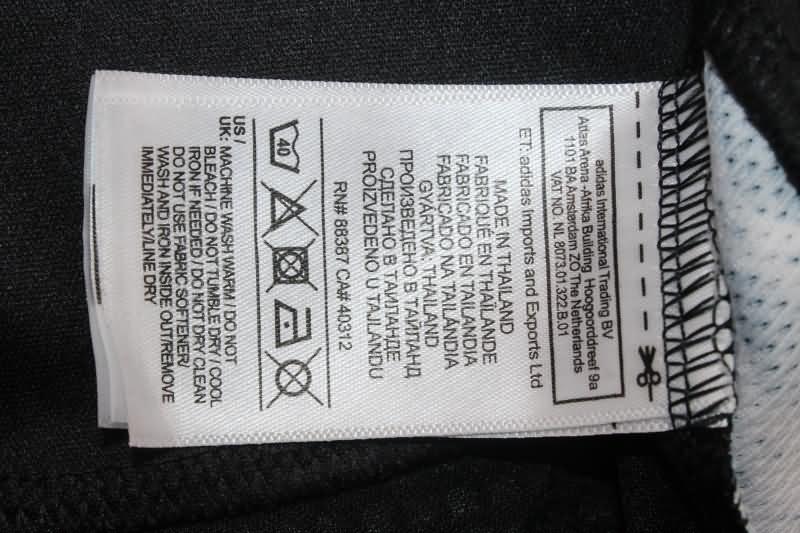 adidas International Trading BV
Atlas Arena -Afrika Building Hoogoorddreef 9a
1101 BA Amsterdam ZO The Netherlands
VAT NO. NL 8073.01.322.B.01
ET: adidas Imports and Exports Ltd
MADE IN THAILAND
FABRIQUÉ EN THAÏLANDE
FABRICADO EN TAILANDIA
FABRICADO NA TAILÂNDIA
GYÁRTVA: THAILAND
ПРОИЗВЕДЕНО В ТАЙЛАНД
СДЕЛАНО В ТАИЛАНДЕ
PROIZVEDENO U TAJLANDU
RN# 88387 CA# 40312
40
US /
UK: MACHINE WASH WARM / DO NOT
BLEACH / DO NOT TUMBLE DRY / COOL
IRON IF NEEDED / DO NOT DRY CLEAN
DO NOT USE FABRIC SOFTENER/
WASH AND IRON INSIDE OUT/REMOVE
IMMEDIATELY/LINE DRY